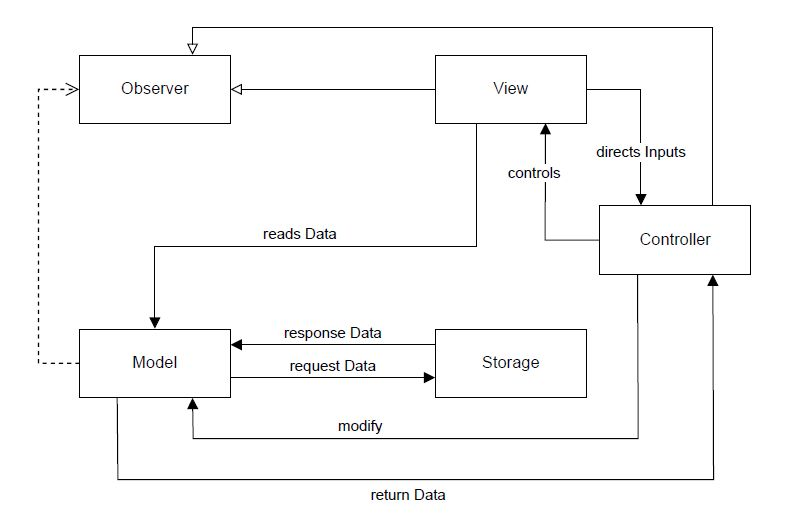 Observer
View
directs Inputs
controls
Controller
reads Data
response Data
Model
request Data
Storage
modify
return Data